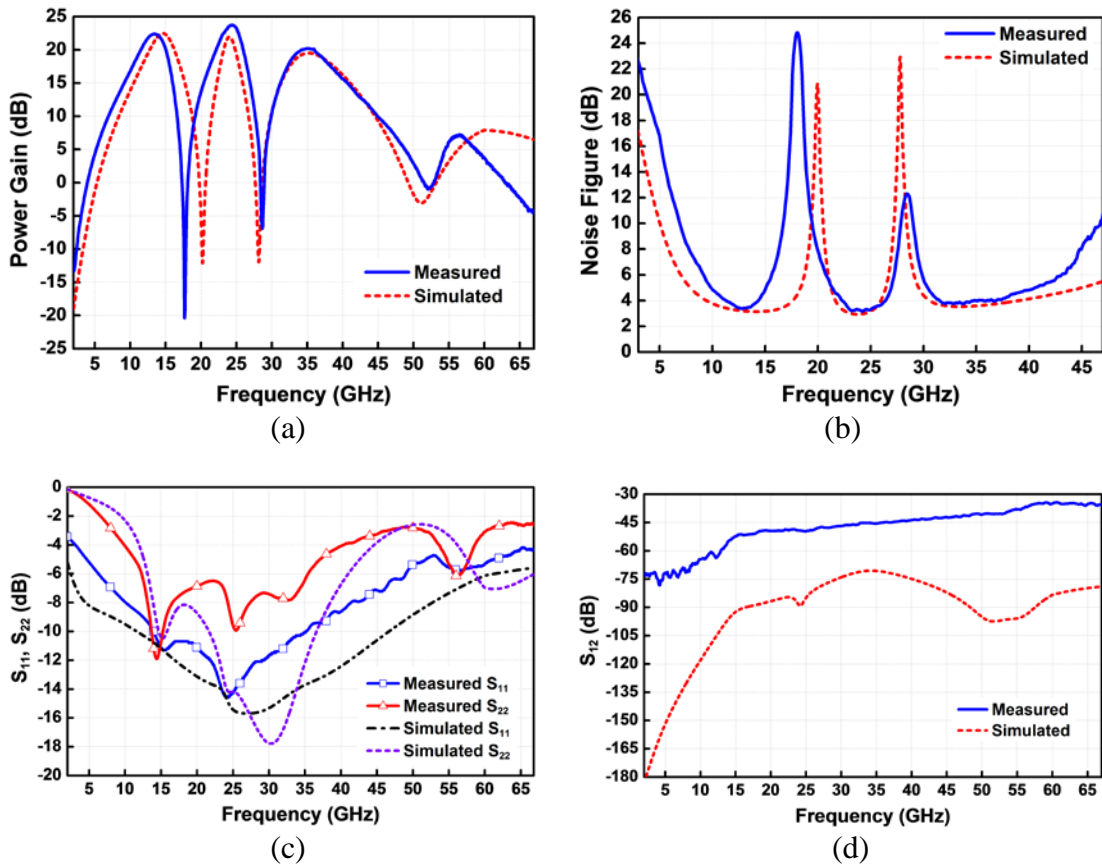 25
20
15
10
5
0
-5
-10
-15
-20
-25
Power Gain (dB)
Measured
Simulated
5 10 15 20 25 30 35 40 45 50 55 60 65
Frequency (GHz)
(a)
26
24
22
20
18
16
14
12
10
8
6
4
2
0
Noise Figure (dB)
Measured
Simulated
5 10 15 20 25 30 35 40 45
Frequency (GHz)
(b)
0
-2
-4
-6
-8
-10
-12
-14
-16
-18
-20
S11, S22 (dB)
Measured S11
Measured S22
Simulated S11
Simulated S22
5 10 15 20 25 30 35 40 45 50 55 60 65
Frequency (GHz)
(c)
-30
-45
-60
-75
-90
-105
-120
-135
-150
-165
-180
S12 (dB)
Measured
Simulated
5 10 15 20 25 30 35 40 45 50 55 60 65
Frequency (GHz)
(d)